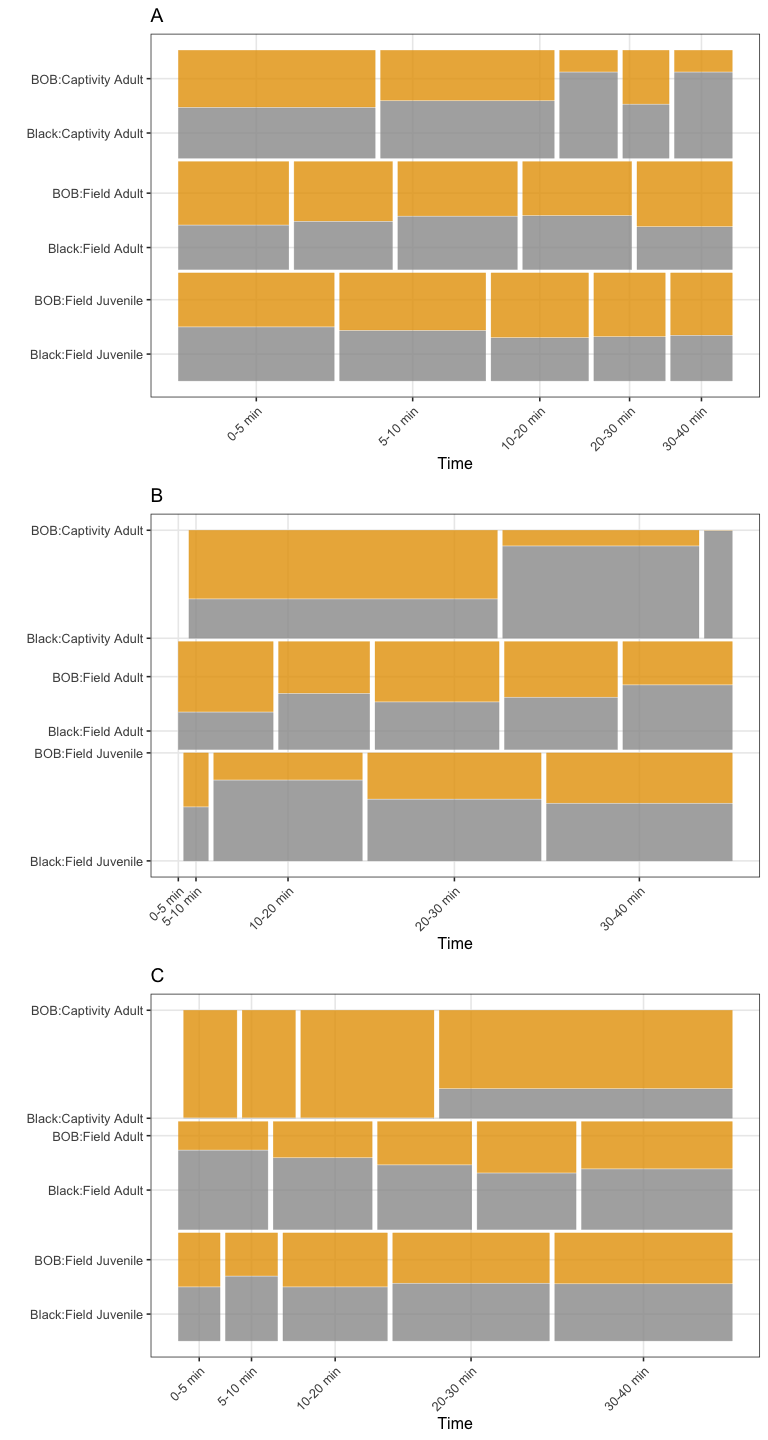 A
BOB:Captivity Adult
Black:Captivity Adult
BOB:Field Adult
Black:Field Adult
BOB:Field Juvenile
Black:Field Juvenile
0-5 min
5-10 min
10-20 min
20-30 min
30-40 min
Time
B
BOB:Captivity Adult
Black:Captivity Adult
BOB:Field Adult
Black:Field Adult
BOB:Field Juvenile
Black:Field Juvenile
0-5 min
5-10 min
10-20 min
20-30 min
30-40 min
Time
C
BOB:Captivity Adult
Black:Captivity Adult
BOB:Field Adult
Black:Field Adult
BOB:Field Juvenile
Black:Field Juvenile
0-5 min
5-10 min
10-20 min
20-30 min
30-40 min
Time